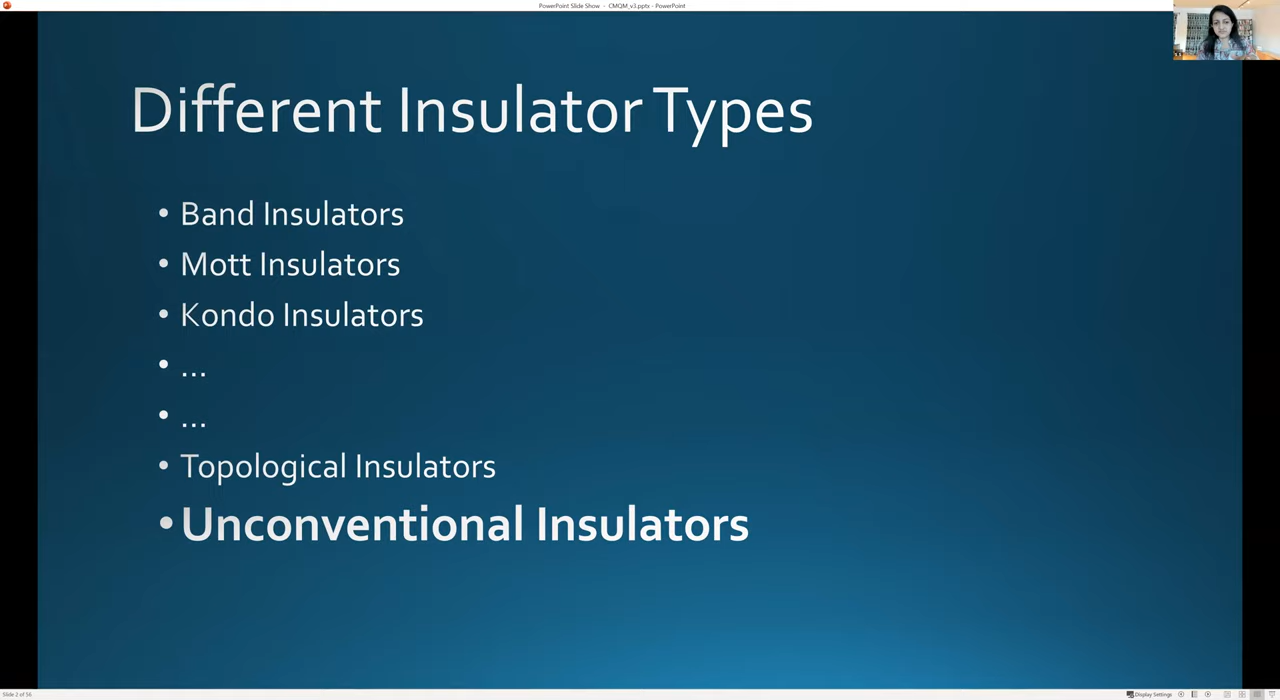 PowerPoint Slide Show - CMQM_v3.pptx - PowerPoint
Different Insulator Types
• Band Insulators
• Mott Insulators
• Kondo Insulators
• ...
• ...
• Topological Insulators
• Unconventional Insulators
Slide 2 of 56
Display Settings